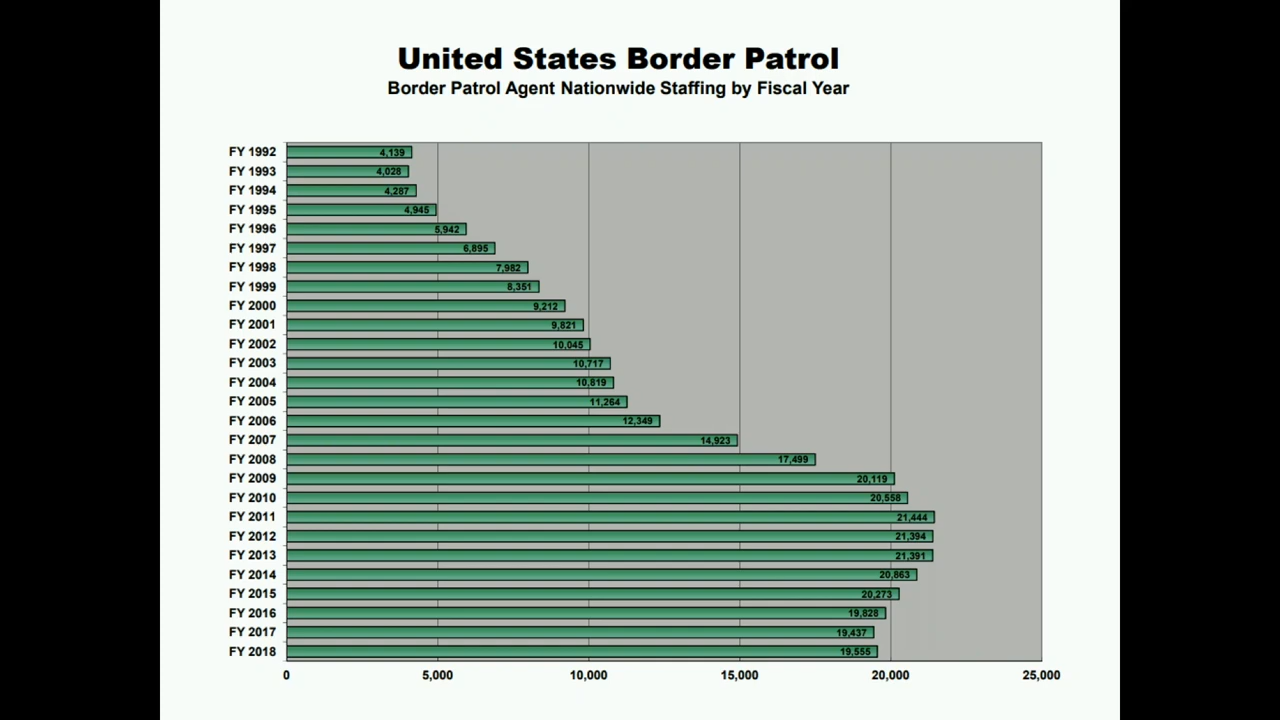 United States Border Patrol
Border Patrol Agent Nationwide Staffing by Fiscal Year
FY 1992 4,139
FY 1993 4,028
FY 1994 4,287
FY 1995 4,945
FY 1996 5,942
FY 1997 6,895
FY 1998 7,982
FY 1999 8,351
FY 2000 9,212
FY 2001 9,821
FY 2002 10,045
FY 2003 10,717
FY 2004 10,819
FY 2005 11,264
FY 2006 12,349
FY 2007 14,923
FY 2008 17,499
FY 2009 20,119
FY 2010 20,558
FY 2011 21,444
FY 2012 21,394
FY 2013 21,391
FY 2014 20,863
FY 2015 20,273
FY 2016 19,828
FY 2017 19,437
FY 2018 19,555
0 5,000 10,000 15,000 20,000 25,000